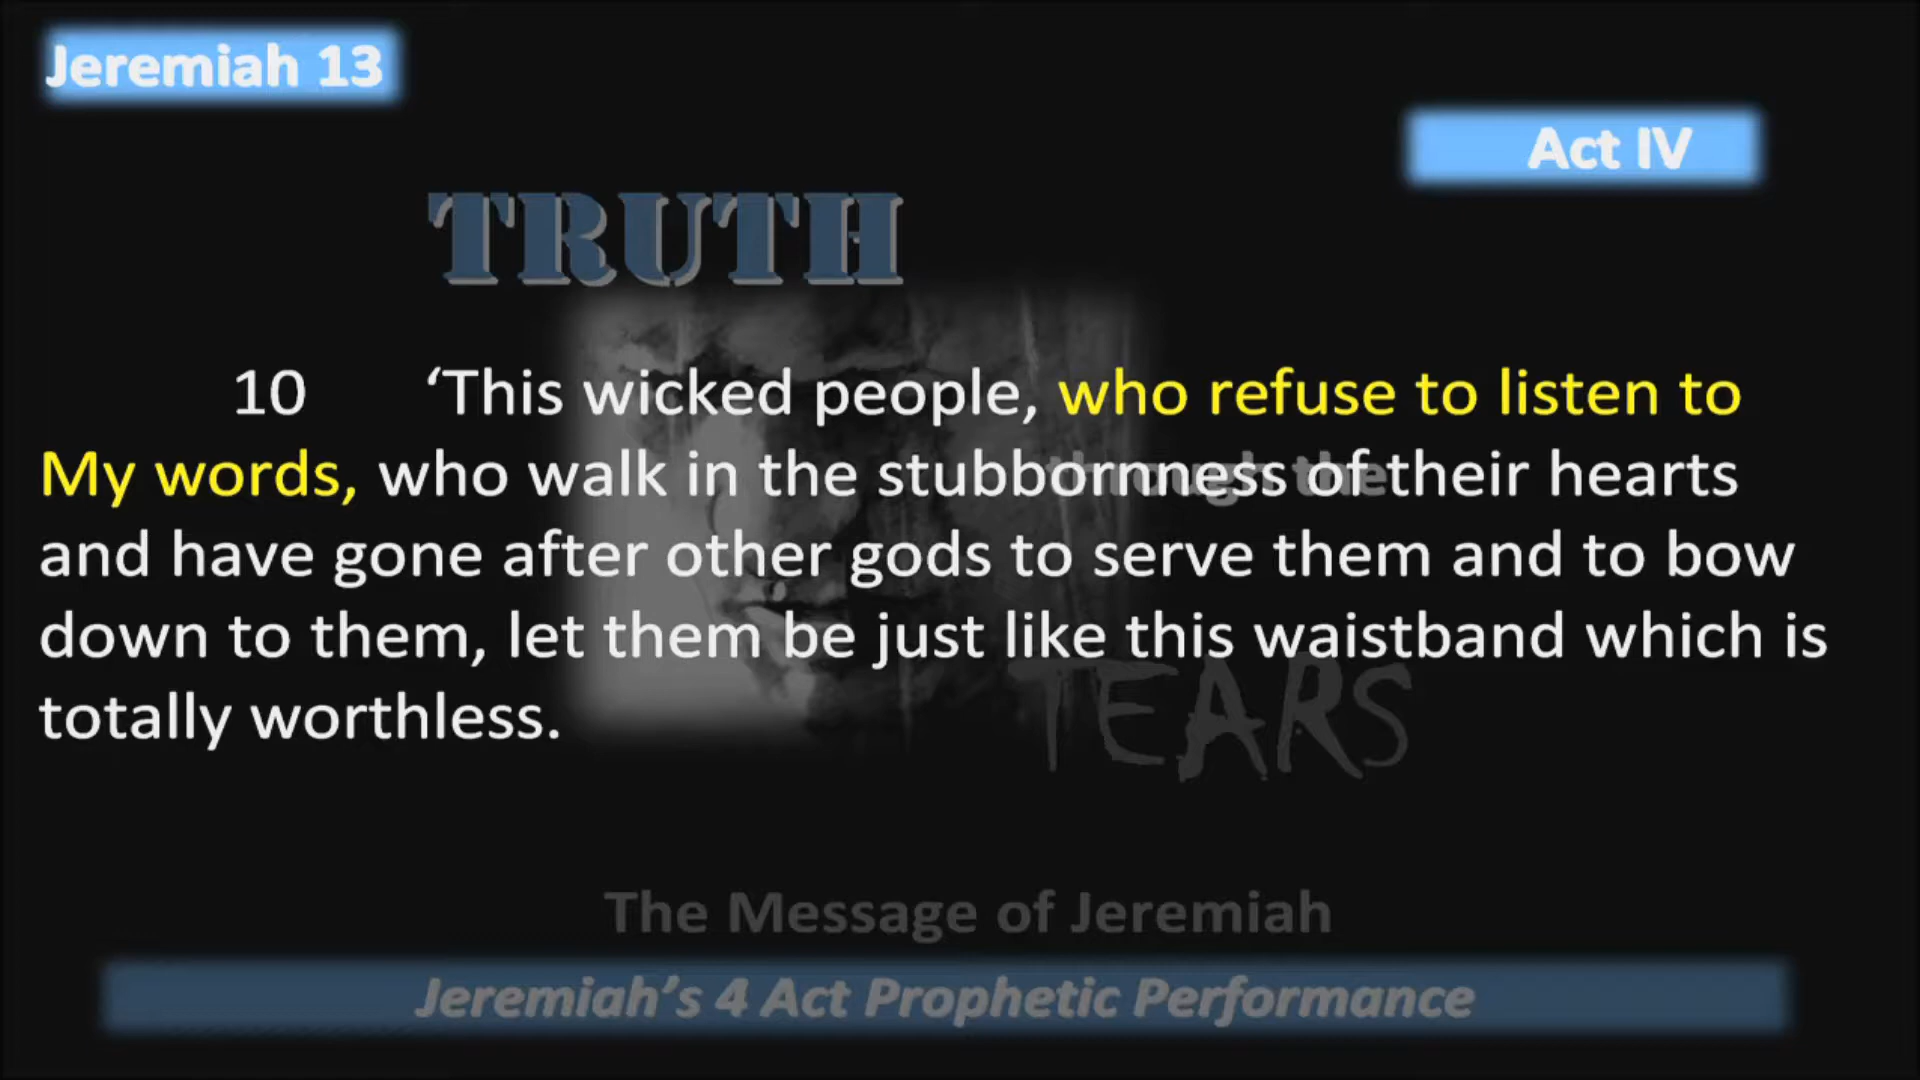 Jeremiah 13
Act IV
TRUTH
10 ‘This wicked people, who refuse to listen to
My words, who walk in the stubbornness of their hearts
through the
and have gone after other gods to serve them and to bow
down to them, let them be just like this waistband which is
totally worthless.
TEARS
The Message of Jeremiah
Jeremiah’s 4 Act Prophetic Performance